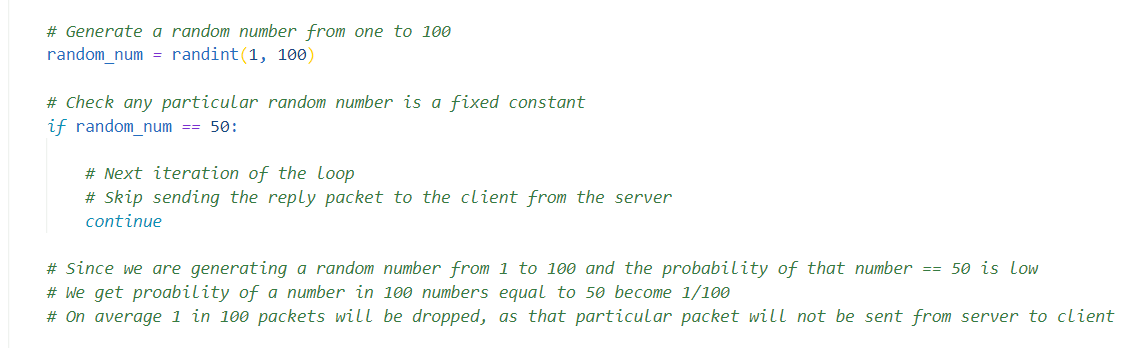 # Generate a random number from one to 100
random_num = randint(1, 100)
# Check any particular random number is a fixed constant
if random_num == 50:
# Next iteration of the loop
# Skip sending the reply packet to the client from the server
continue
# Since we are generating a random number from 1 to 100 and the probability of that number == 50 is low
# We get proability of a number in 100 numbers equal to 50 become 1/100
# On average 1 in 100 packets will be dropped, as that particular packet will not be sent from server to client